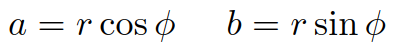 a = r cos ϕ b = r sin ϕ